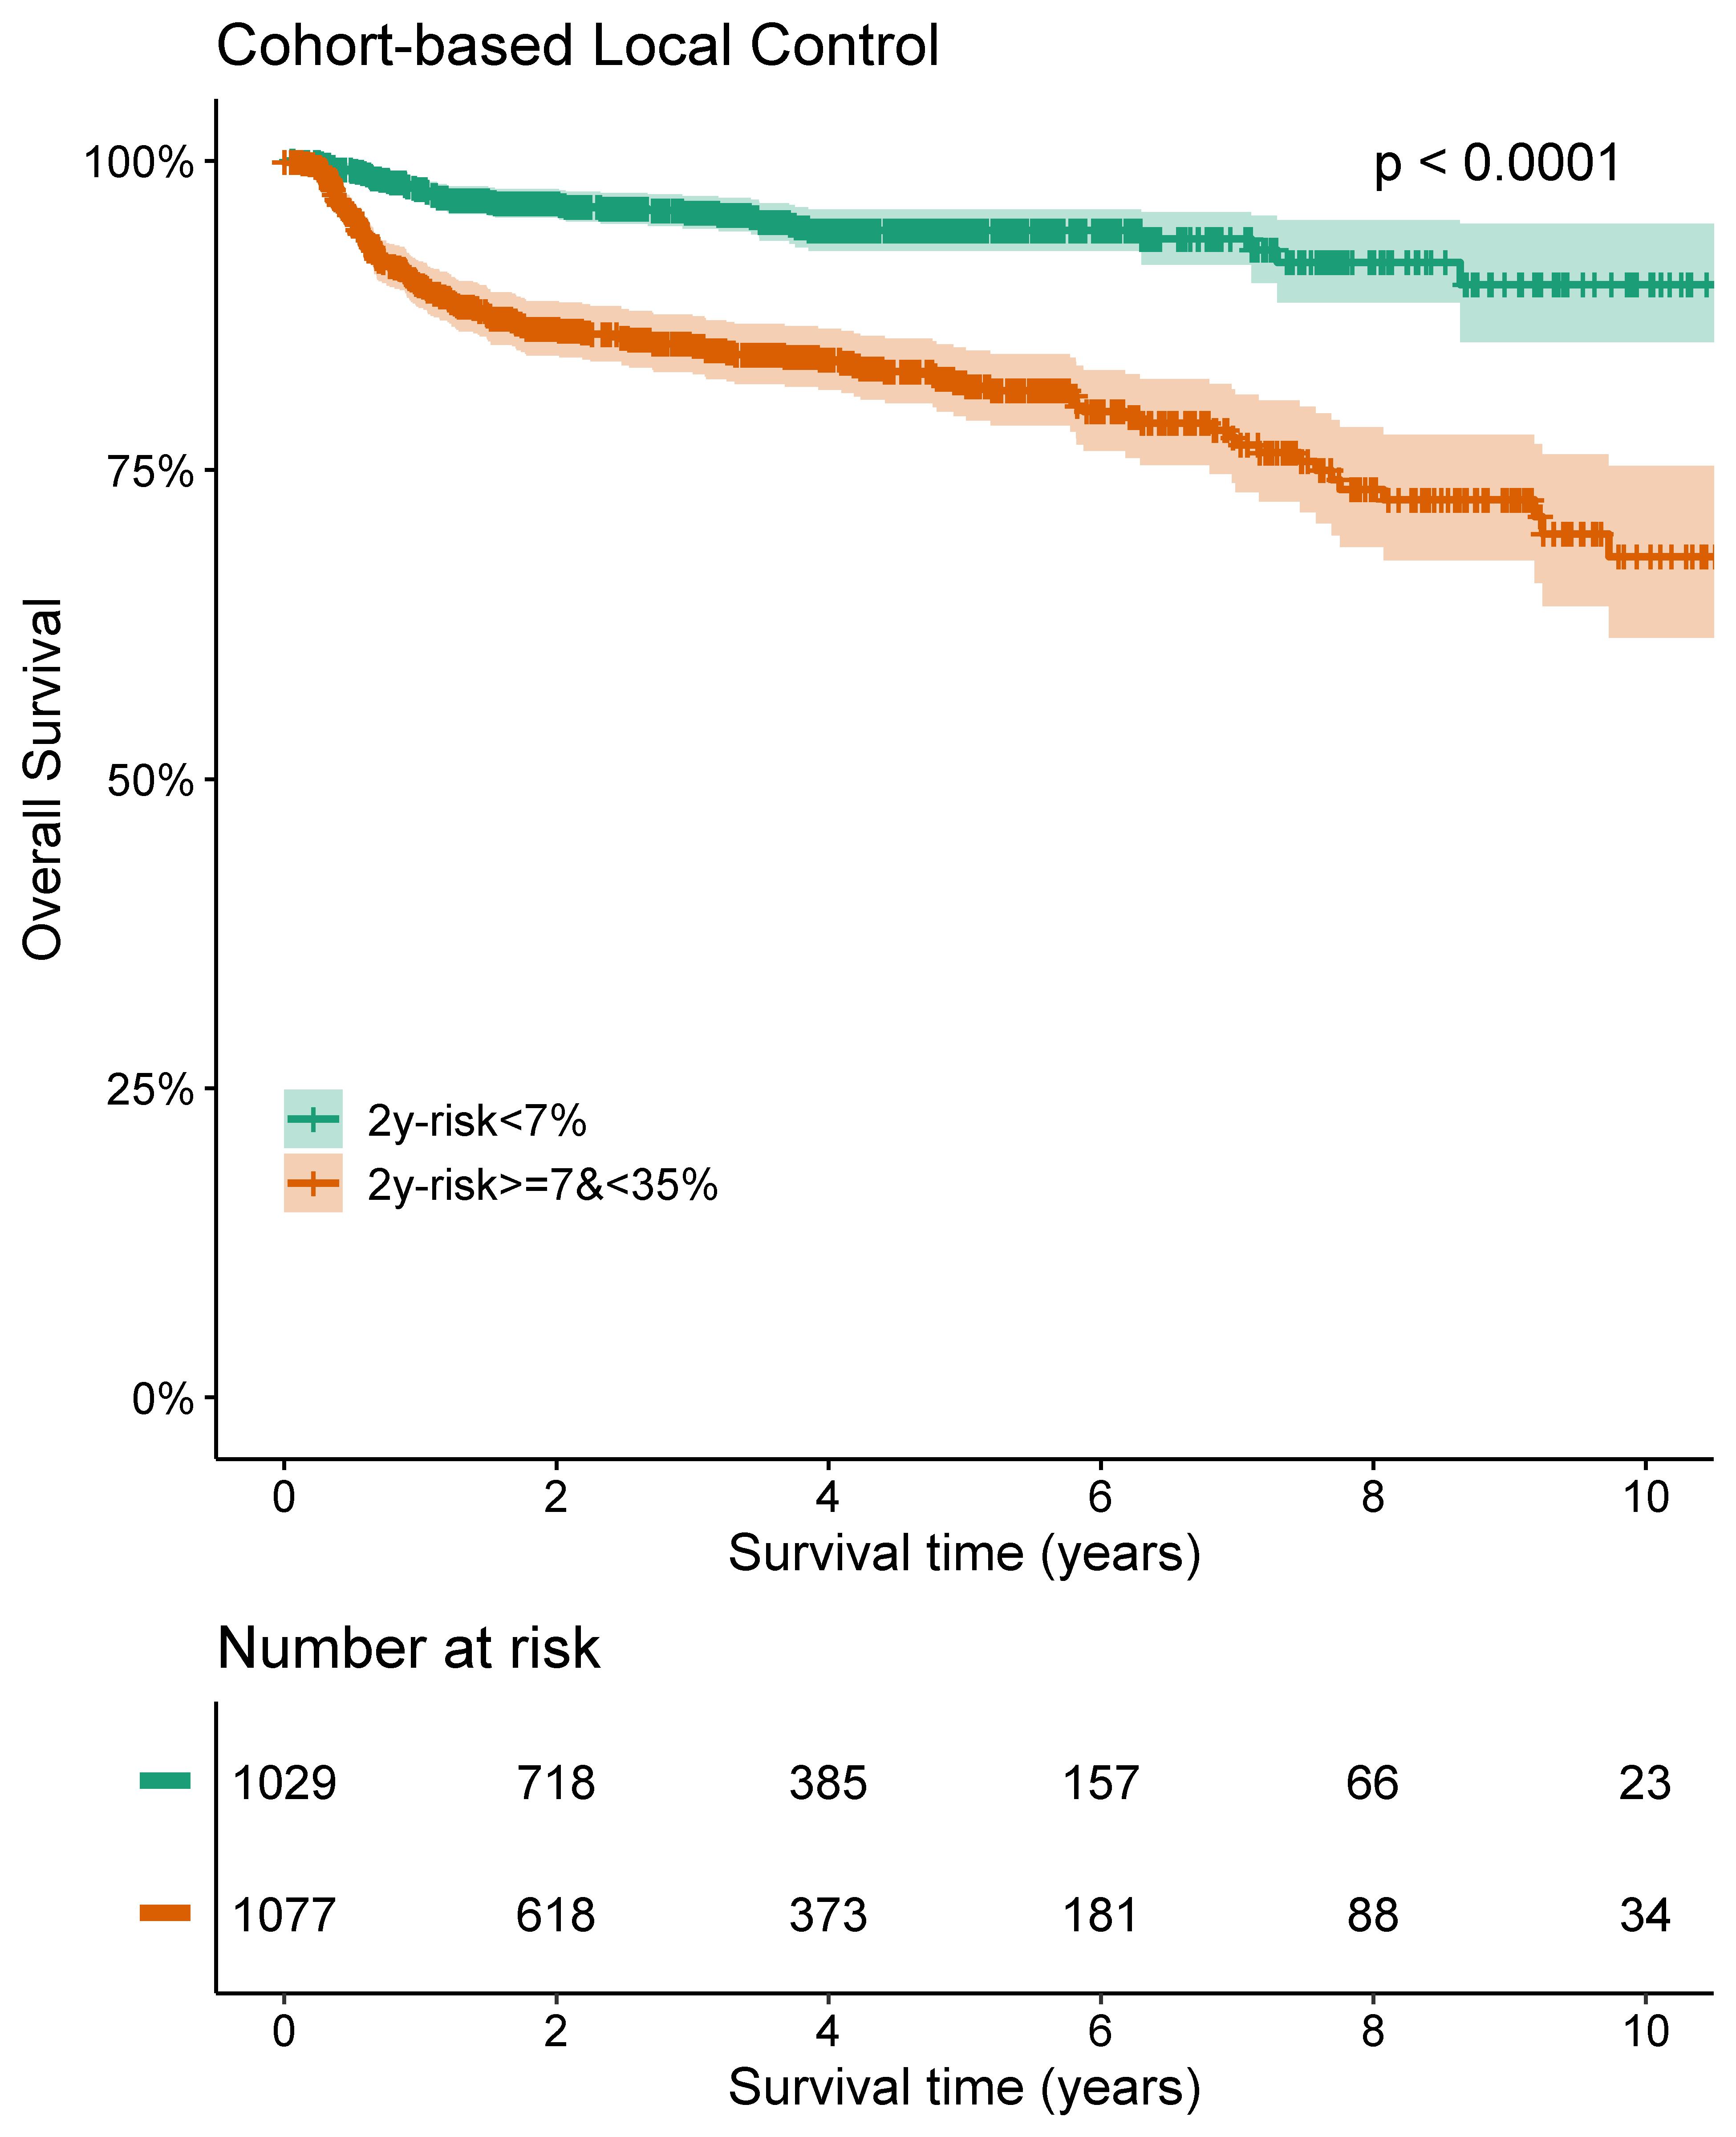 Cohort-based Local Control
p < 0.0001
100%
75%
50%
25%
0%
Overall Survival
2y-risk<7%
2y-risk>=7&<35%
0 2 4 6 8 10
Survival time (years)
Number at risk
1029 718 385 157 66 23
1077 618 373 181 88 34
0 2 4 6 8 10
Survival time (years)